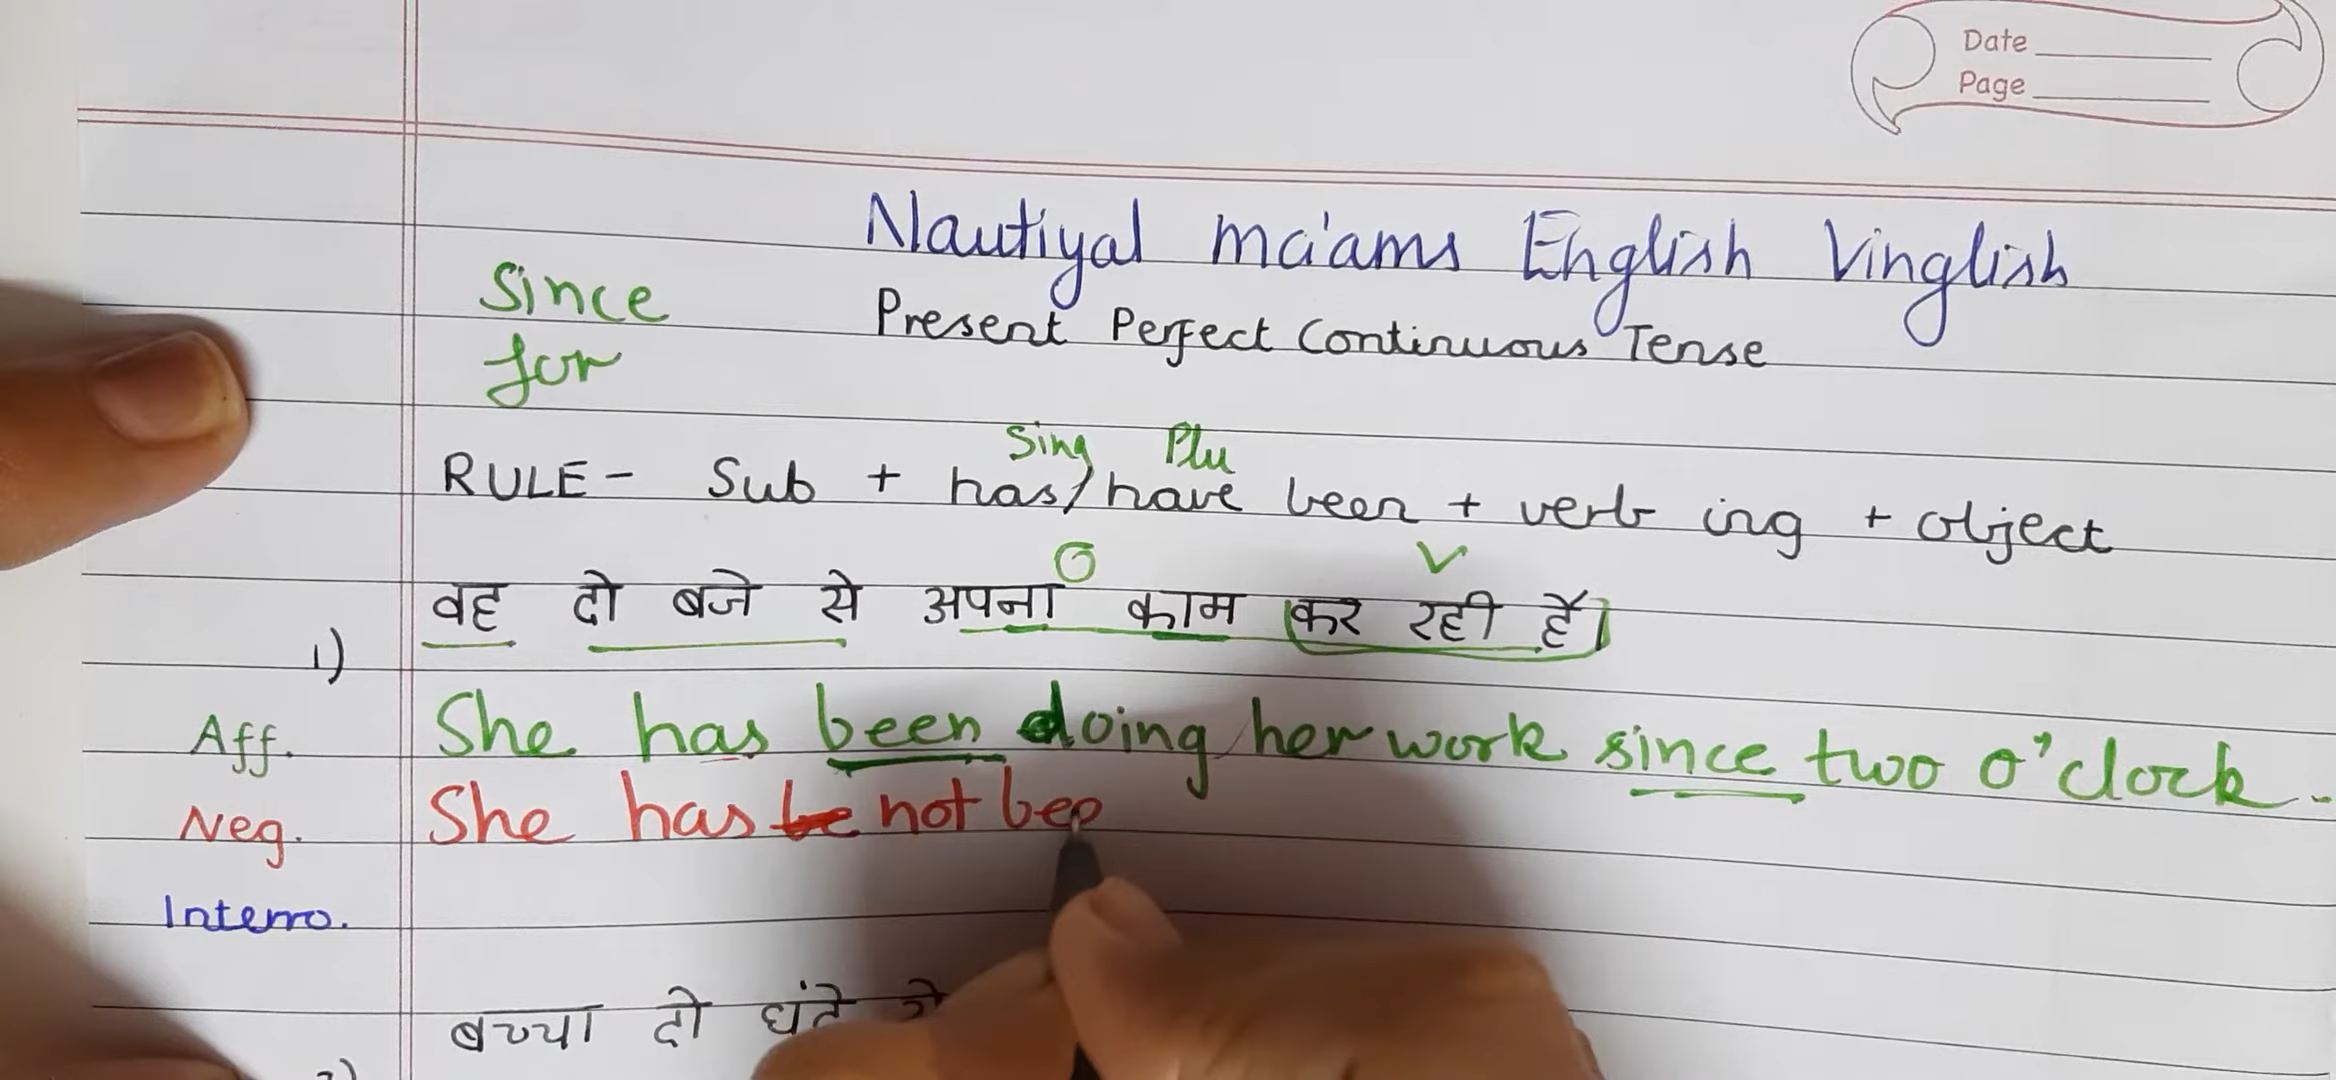 Date
Page
Nautiyal ma'ams English Vinglish
Since
Present Perfect Continuous Tense
for
Sing Plu
RULE- Sub + has/have been + verb ing + object
O V
वह दो बजे से अपना काम कर रही है।
1)
Aff. She has been doing her work since two o'clock.
Neg. She has not bee
Interro.
बच्चा दो घंटे से